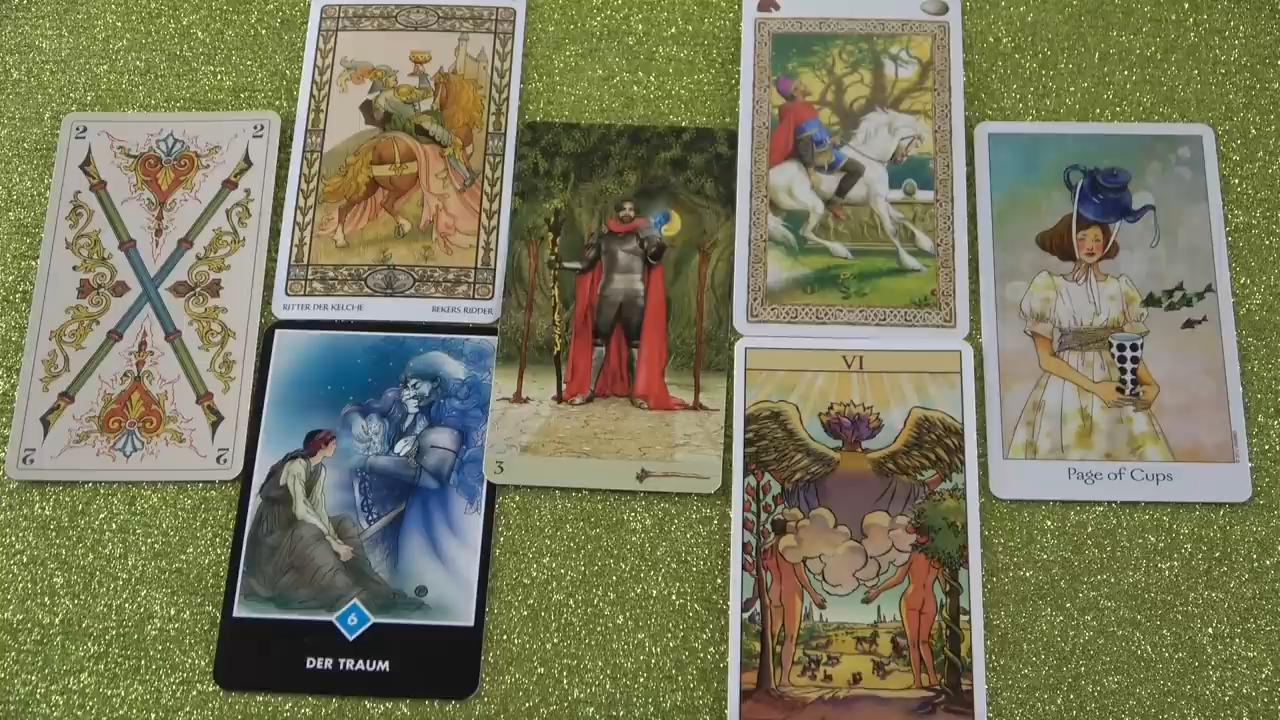 2 2
2 2
RITTER DER KELCHE BEKERS RIDDER
3
6
DER TRAUM
VI
Page of Cups